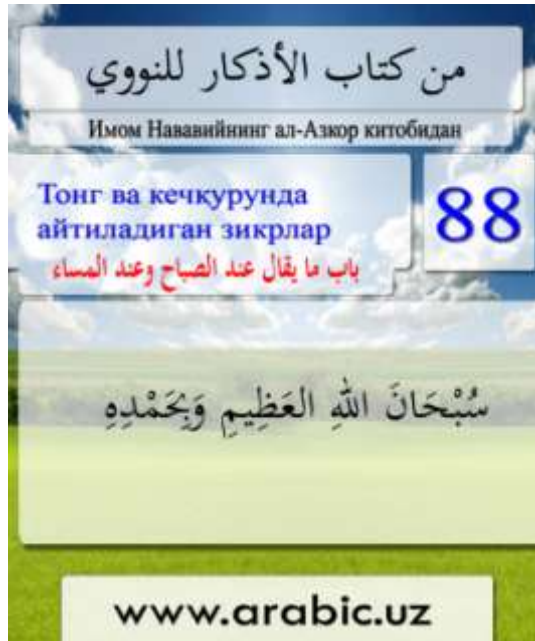 من كتاب الأذكار للنووي
Имом Нававийнинг ал-Азкор китобидан
Тонг ва кечқурунда
айтиладиган зикрлар
88
باب ما يقال عند الصباح وعند المساء
سُبْحَانَ اللهِ العَظِيمِ وَبِحَمْدِهِ
www.arabic.uz